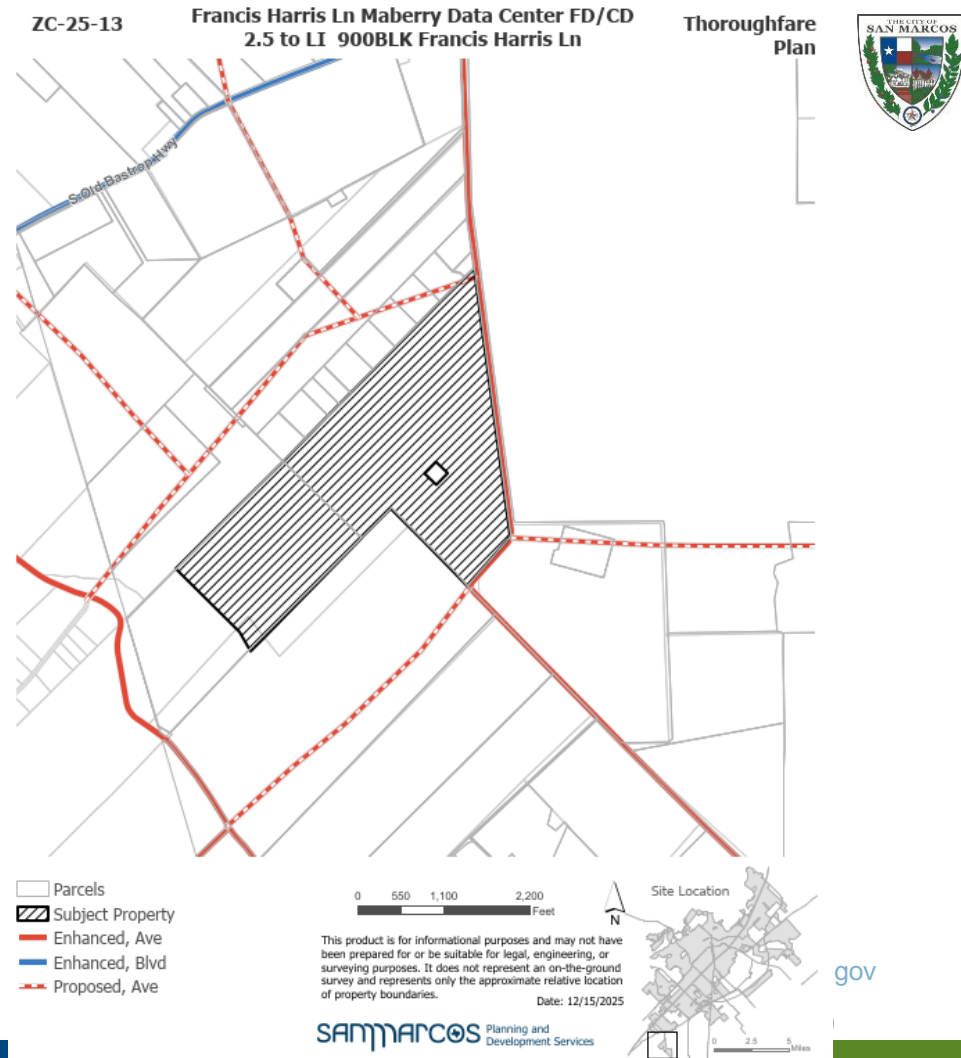 ZC-25-13
Francis Harris Ln Maberry Data Center FD/CD
2.5 to LI 900BLK Francis Harris Ln
Thoroughfare
Plan
THE CITY OF
SAN MARCOS
S Old Bastrop Hwy
Parcels
Subject Property
Enhanced, Ave
Enhanced, Blvd
Proposed, Ave
0 550 1,100 2,200
Feet
N
This product is for informational purposes and may not have
been prepared for or be suitable for legal, engineering, or
surveying purposes. It does not represent an on-the-ground
survey and represents only the approximate relative location
of property boundaries.
Date: 12/15/2025
SAN MARCOS Planning and
Development Services
Site Location
0 2.5 5
Miles
gov